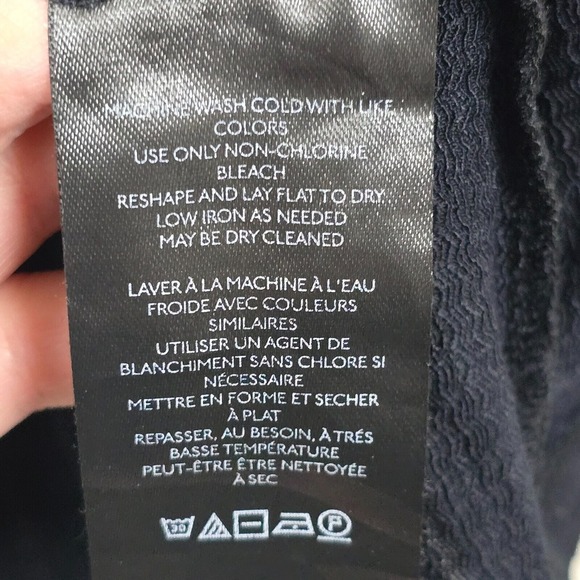 MACHINE WASH COLD WITH LIKE
COLORS
USE ONLY NON-CHLORINE
BLEACH
RESHAPE AND LAY FLAT TO DRY
LOW IRON AS NEEDED
MAY BE DRY CLEANED
LAVER À LA MACHINE À L'EAU
FROIDE AVEC COULEURS
SIMILAIRES
UTILISER UN AGENT DE
BLANCHIMENT SANS CHLORE SI
NÉCESSAIRE
METTRE EN FORME ET SECHER
À PLAT
REPASSER, AU BESOIN, À TRÉS
BASSE TEMPÉRATURE
PEUT-ÊTRE ÊTRE NETTOYÉE
À SEC
30 P